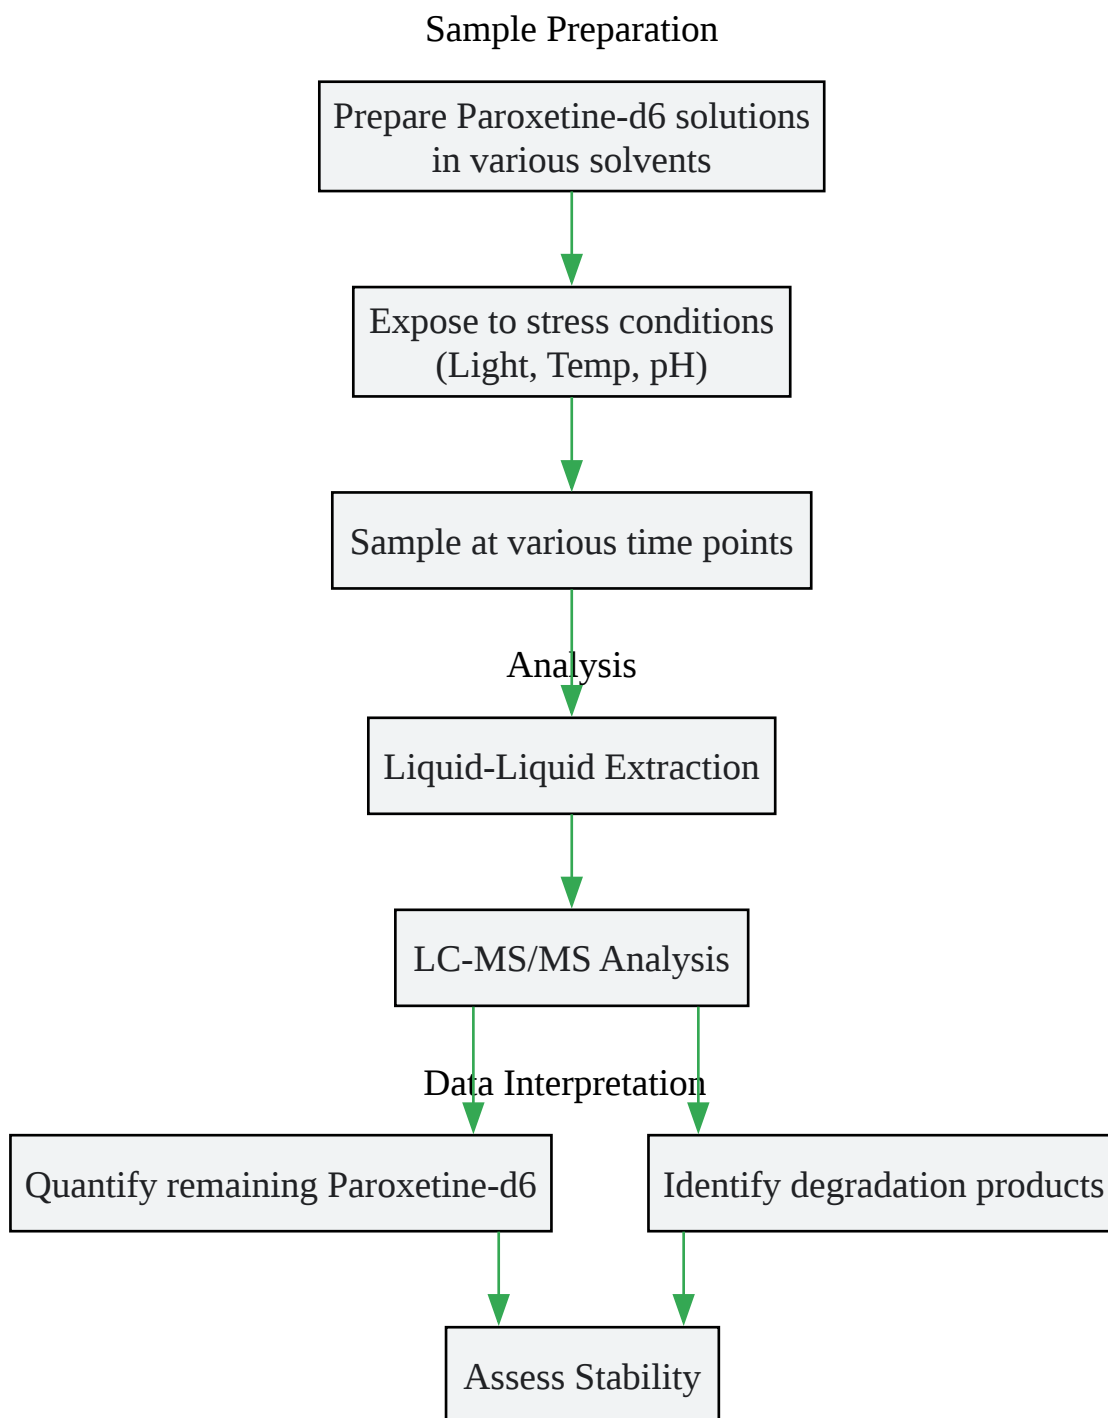 Sample Preparation
Prepare Paroxetine-d6 solutions
in various solvents
Expose to stress conditions
(Light, Temp, pH)
Sample at various time points
Analysis
Liquid-Liquid Extraction
LC-MS/MS Analysis
Data Interpretation
Quantify remaining Paroxetine-d6
Identify degradation products
Assess Stability